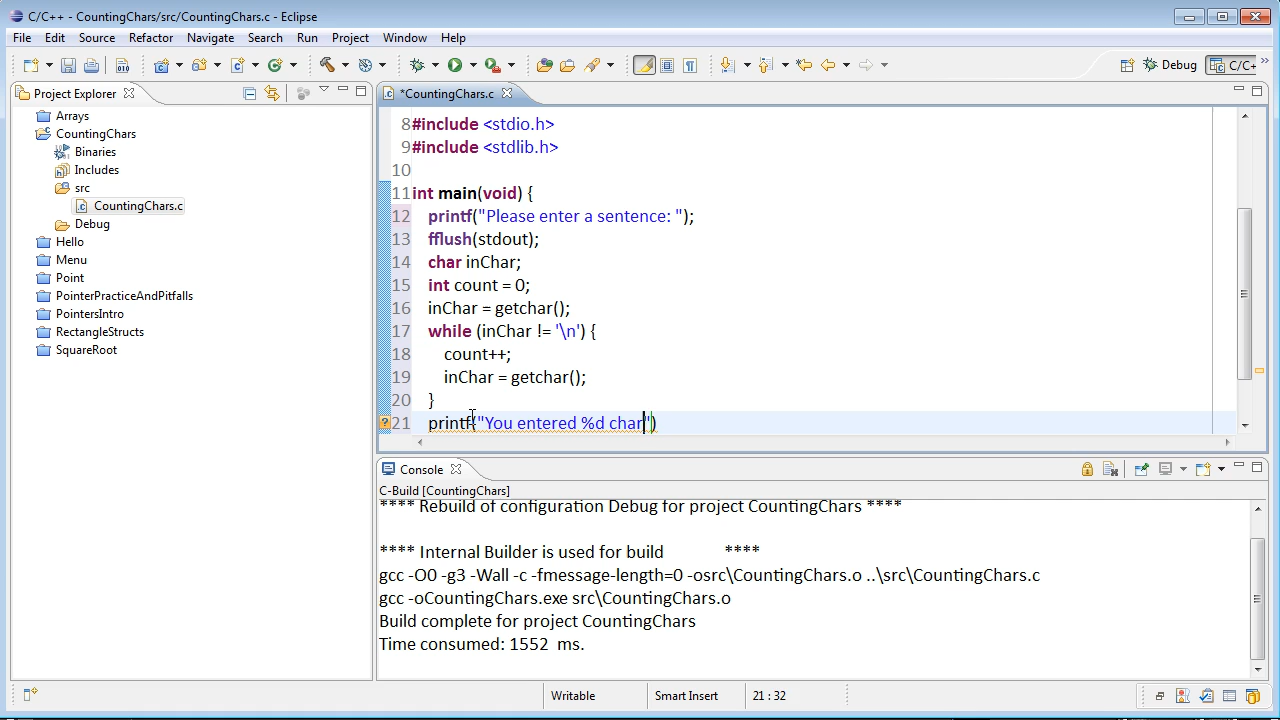 C/C++ - CountingChars/src/CountingChars.c - Eclipse
File Edit Source Refactor Navigate Search Run Project Window Help
Debug C/C+
Project Explorer
*CountingChars.c
Arrays
CountingChars
Binaries
Includes
src
CountingChars.c
Debug
Hello
Menu
Point
PointerPracticeAndPitfalls
PointersIntro
RectangleStructs
SquareRoot
8 #include <stdio.h>
9 #include <stdlib.h>
10
11 int main(void) {
12 printf("Please enter a sentence: ");
13 fflush(stdout);
14 char inChar;
15 int count = 0;
16 inChar = getchar();
17 while (inChar != '\n') {
18 count++;
19 inChar = getchar();
20 }
21 printf("You entered %d char")
Console
C-Build [CountingChars]
**** Rebuild of configuration Debug for project CountingChars ****
**** Internal Builder is used for build ****
gcc -O0 -g3 -Wall -c -fmessage-length=0 -osrc\CountingChars.o ..\src\CountingChars.c
gcc -oCountingChars.exe src\CountingChars.o
Build complete for project CountingChars
Time consumed: 1552 ms.
Writable Smart Insert 21 : 32